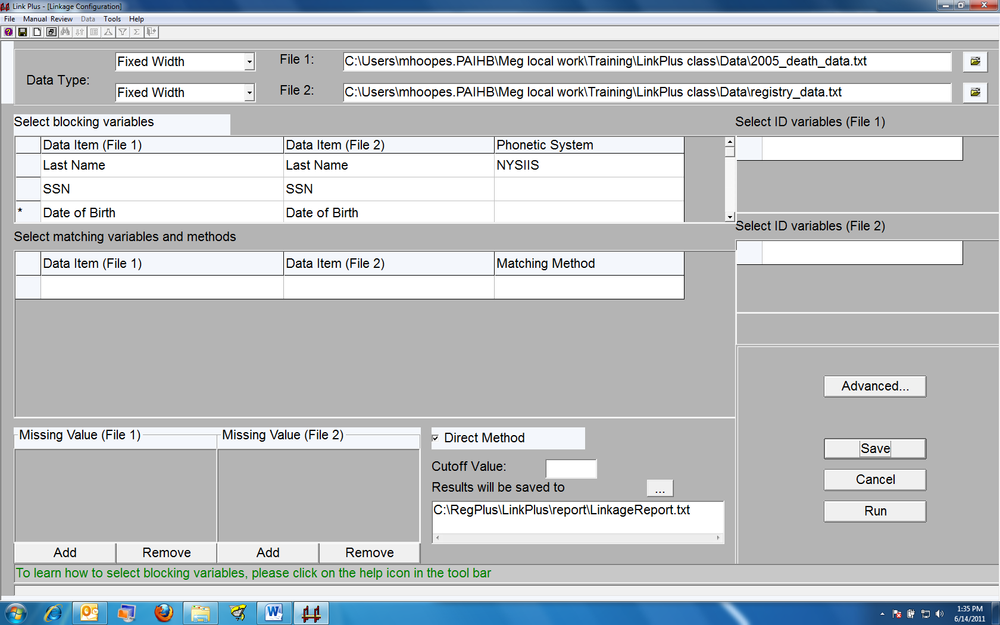 Link Plus - [Linkage Configuration]
File Manual Review Data Tools Help
Data Type:
Fixed Width
File 1:
C:\Users\mhoopes.PAIHB\Meg local work\Training\LinkPlus class\Data\2005_death_data.txt
Fixed Width
File 2:
C:\Users\mhoopes.PAIHB\Meg local work\Training\LinkPlus class\Data\registry_data.txt
Select blocking variables
Data Item (File 1) Data Item (File 2) Phonetic System
Last Name Last Name NYSIIS
SSN SSN
* Date of Birth Date of Birth
Select ID variables (File 1)
Select ID variables (File 2)
Select matching variables and methods
Data Item (File 1) Data Item (File 2) Matching Method
Missing Value (File 1) Missing Value (File 2)
Add Remove Add Remove
Direct Method
Cutoff Value:
Results will be saved to ...
C:\RegPlus\LinkPlus\report\LinkageReport.txt
Advanced...
Save
Cancel
Run
To learn how to select blocking variables, please click on the help icon in the tool bar
1:35 PM
6/14/2011